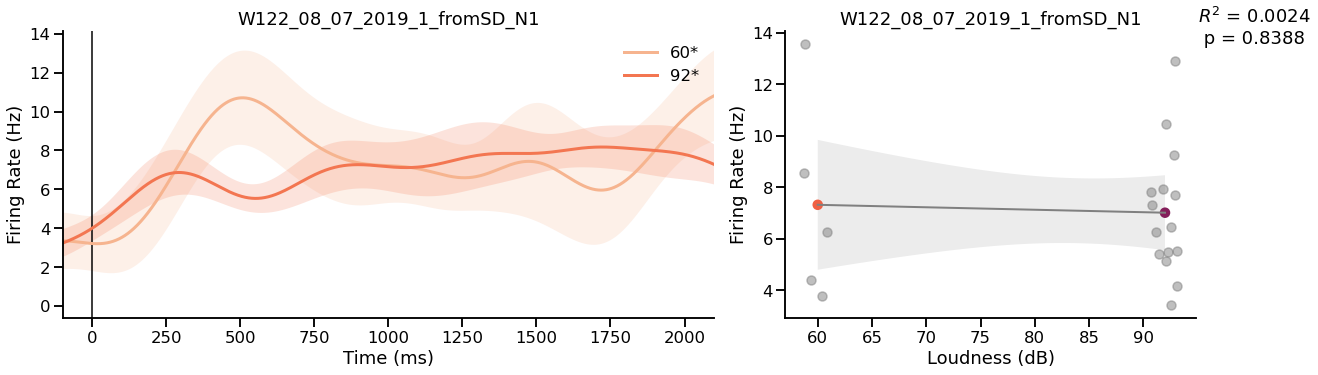 W122_08_07_2019_1_fromSD_N1
14
12
10
8
6
4
2
0
Firing Rate (Hz)
0 250 500 750 1000 1250 1500 1750 2000
Time (ms)
60*
92*
W122_08_07_2019_1_fromSD_N1
R² = 0.0024
p = 0.8388
14
12
10
8
6
4
Firing Rate (Hz)
60 65 70 75 80 85 90
Loudness (dB)